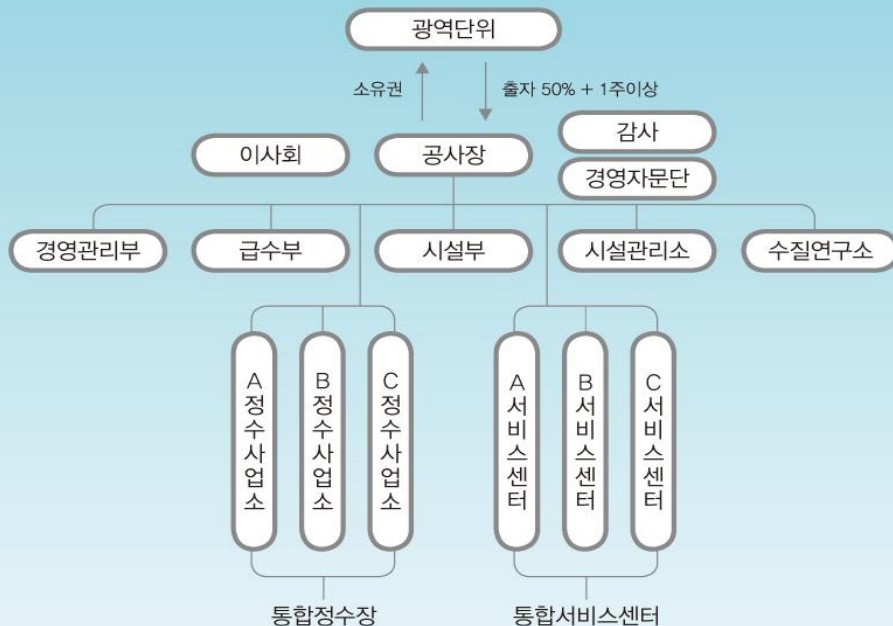 광역단위
소유권
출자 50% + 1주이상
이사회
공사장
감사
경영자문단
경영관리부
급수부
시설부
시설관리소
수질연구소
A정수사업소
B정수사업소
C정수사업소
A서비스센터
B서비스센터
C서비스센터
통합정수장
통합서비스센터